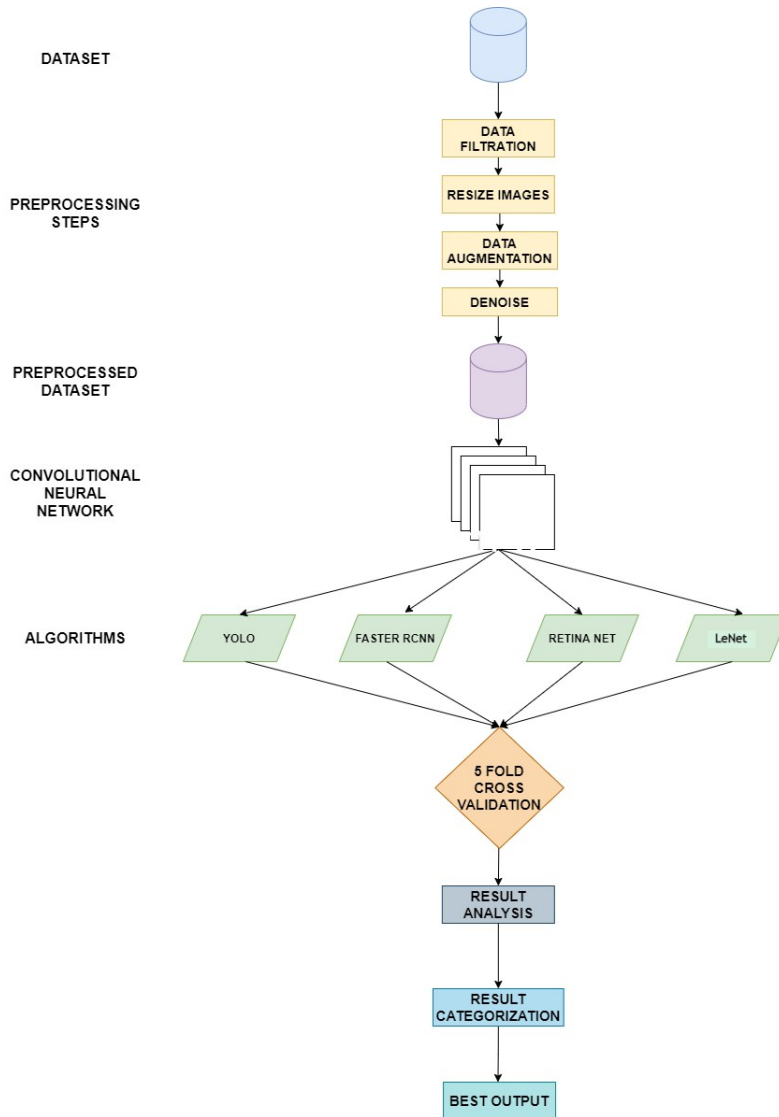 DATASET
DATA
FILTRATION
PREPROCESSING
STEPS
RESIZE IMAGES
DATA
AUGMENTATION
DENOISE
PREPROCESSED
DATASET
CONVOLUTIONAL
NEURAL
NETWORK
ALGORITHMS
YOLO
FASTER RCNN
RETINA NET
LeNet
5 FOLD
CROSS
VALIDATION
RESULT
ANALYSIS
RESULT
CATEGORIZATION
BEST OUTPUT